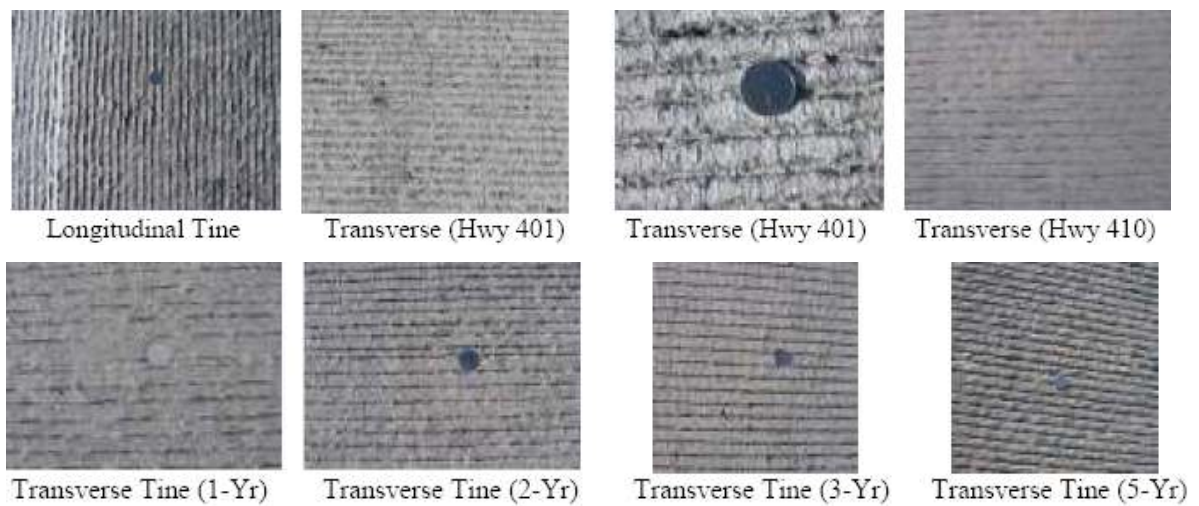 Longitudinal Tine
Transverse (Hwy 401)
Transverse (Hwy 401)
Transverse (Hwy 410)
Transverse Tine (1-Yr)
Transverse Tine (2-Yr)
Transverse Tine (3-Yr)
Transverse Tine (5-Yr)